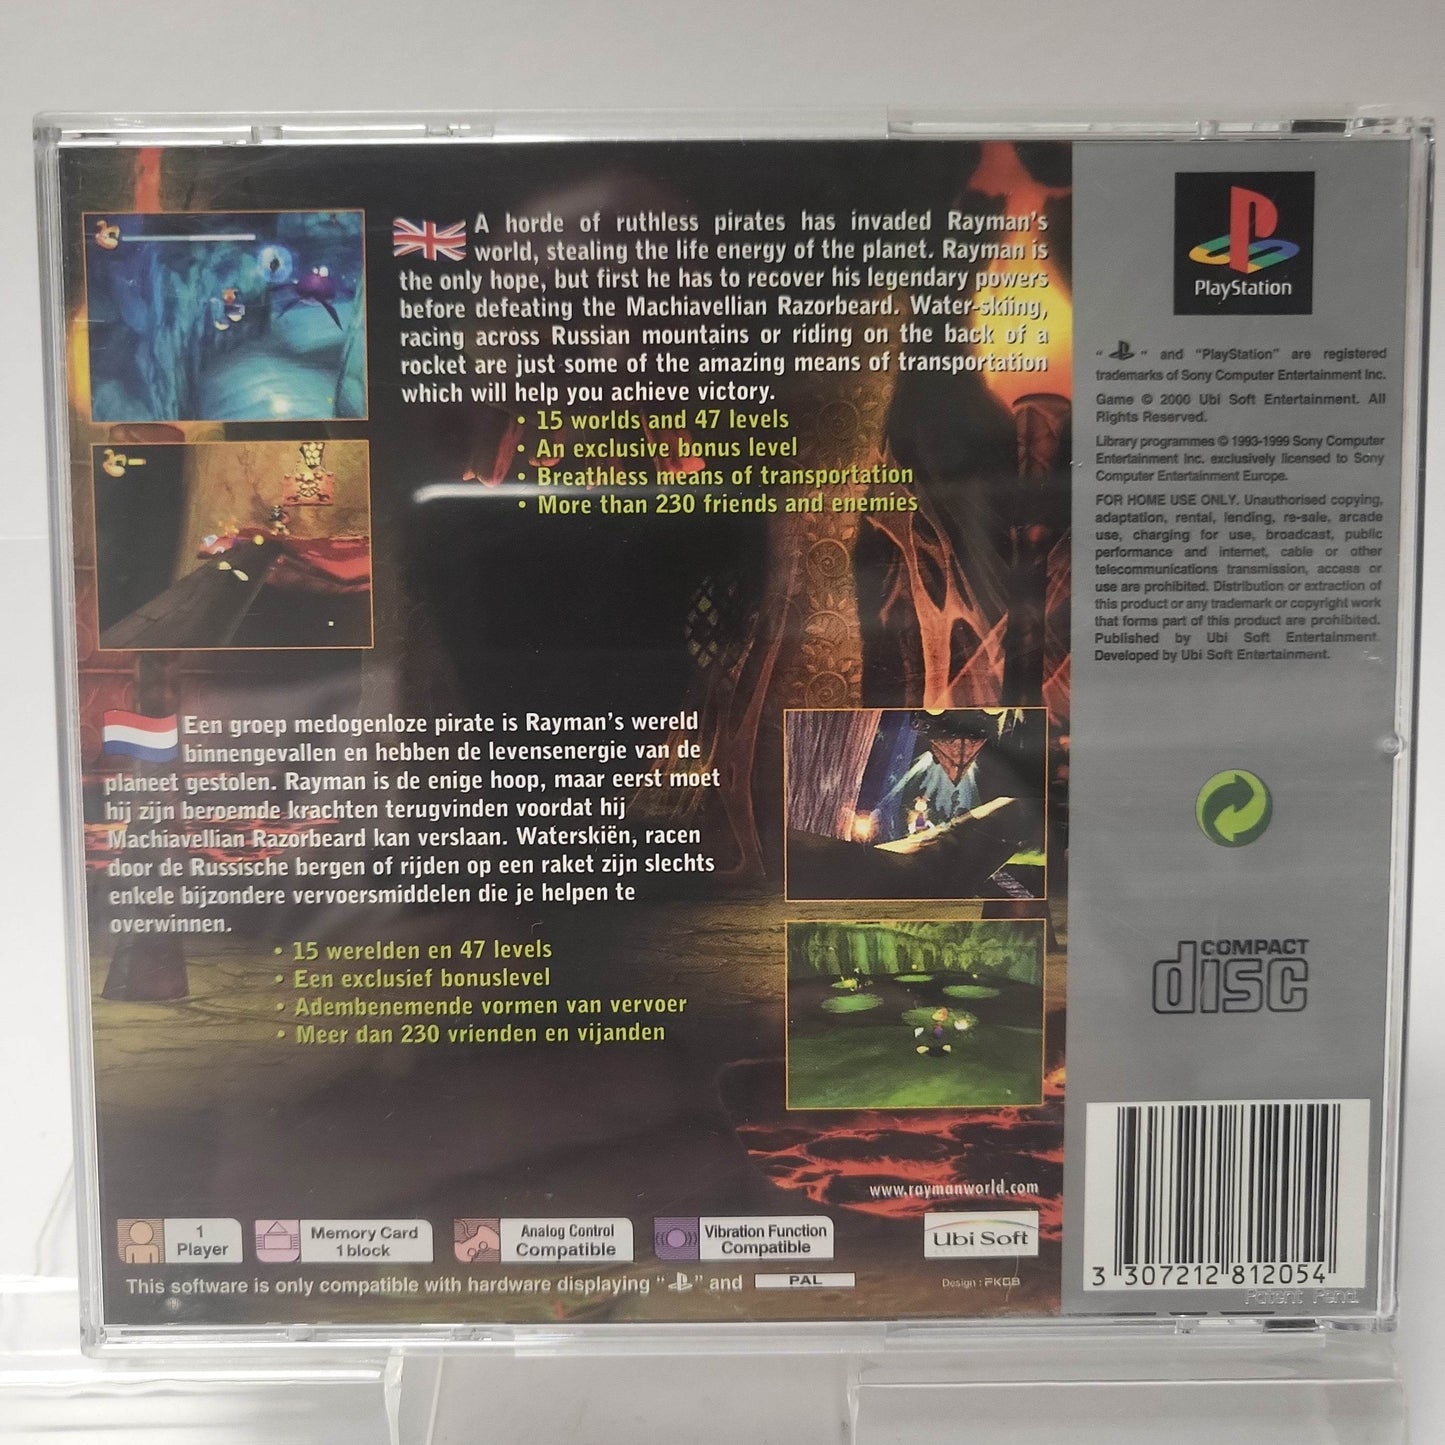 A horde of ruthless pirates has invaded Rayman's
world, stealing the life energy of the planet. Rayman is
the only hope, but first he has to recover his legendary powers
before defeating the Machiavellian Razorbeard. Water-skiing,
racing across Russian mountains or riding on the back of a
rocket are just some of the amazing means of transportation
which will help you achieve victory.
• 15 worlds and 47 levels
• An exclusive bonus level
• Breathless means of transportation
• More than 230 friends and enemies
Een groep medogenloze pirate is Rayman's wereld
binnengevallen en hebben de levensenergie van de
planeet gestolen. Rayman is de enige hoop, maar eerst moet
hij zijn beroemde krachten terugvinden voordat hij
Machiavellian Razorbeard kan verslaan. Waterskiën, racen
door de Russische bergen of rijden op een raket zijn slechts
enkele bijzondere vervoersmiddelen die je helpen te
overwinnen.
• 15 werelden en 47 levels
• Een exclusief bonuslevel
• Adembenemende vormen van vervoer
• Meer dan 230 vrienden en vijanden
www.raymanworld.com
1
Player
Memory Card
1 block
Analog Control
Compatible
Vibration Function
Compatible
Ubi Soft
This software is only compatible with hardware displaying " " and PAL
Design : PKGB
PlayStation
" " and "PlayStation" are registered
trademarks of Sony Computer Entertainment Inc.
Game © 2000 Ubi Soft Entertainment. All
Rights Reserved.
Library programmes © 1993-1999 Sony Computer
Entertainment Inc. exclusively licensed to Sony
Computer Entertainment Europe.
FOR HOME USE ONLY. Unauthorised copying,
adaptation, rental, lending, re-sale, arcade
use, charging for use, broadcast, public
performance and internet, cable or other
telecommunications transmission, access or
use are prohibited. Distribution or extraction of
this product or any trademark or copyright work
that forms part of this product are prohibited.
Published by Ubi Soft Entertainment.
Developed by Ubi Soft Entertainment.
COMPACT
disc
3 307212 812054
Patent Pend.